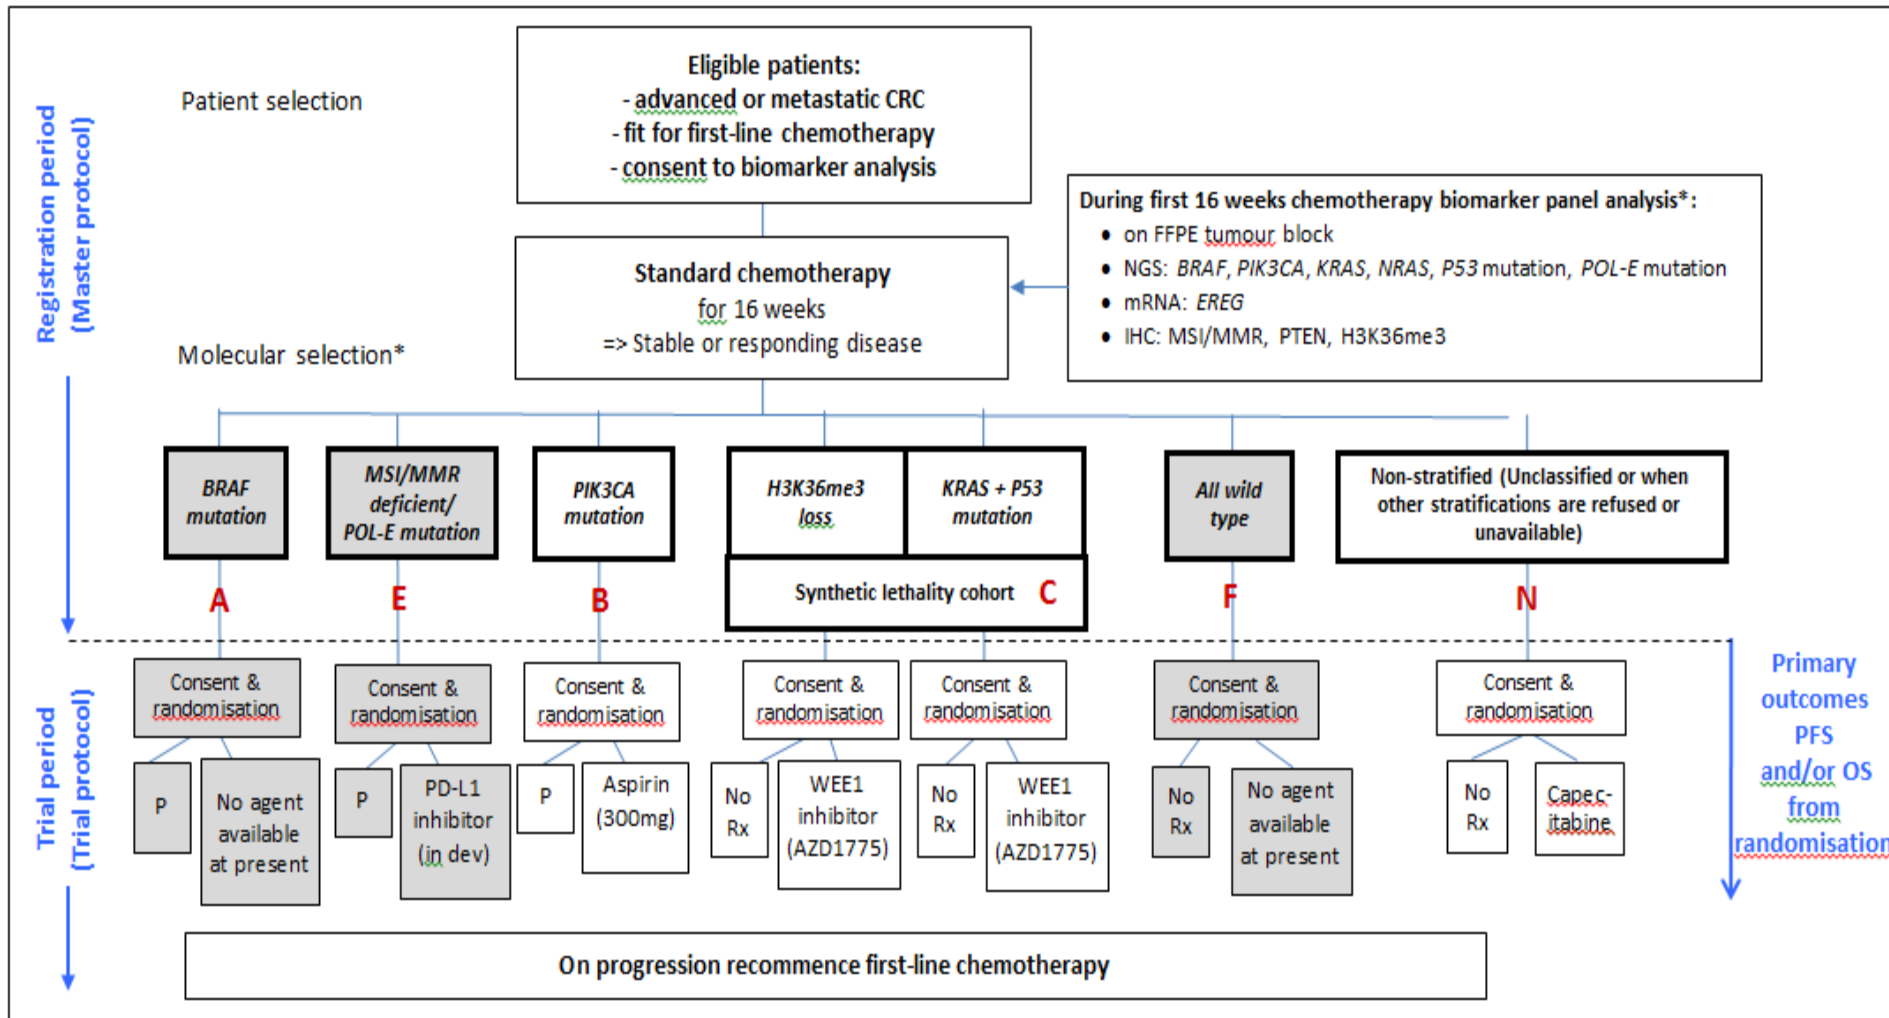 Registration period
(Master protocol)
Patient selection
Eligible patients:
- advanced or metastatic CRC
- fit for first-line chemotherapy
- consent to biomarker analysis
During first 16 weeks chemotherapy biomarker panel analysis*:
• on FFPE tumour block
• NGS: BRAF, PIK3CA, KRAS, NRAS, P53 mutation, POL-E mutation
• mRNA: EREG
• IHC: MSI/MMR, PTEN, H3K36me3
Standard chemotherapy
for 16 weeks
=> Stable or responding disease
Molecular selection*
BRAF
mutation
MSI/MMR
deficient/
POL-E mutation
PIK3CA
mutation
H3K36me3
loss
KRAS + P53
mutation
All wild
type
Non-stratified (Unclassified or when
other stratifications are refused or
unavailable)
A
E
B
Synthetic lethality cohort C
F
N
Trial period
(Trial protocol)
Consent &
randomisation
Consent &
randomisation
Consent &
randomisation
Consent &
randomisation
Consent &
randomisation
Consent &
randomisation
Consent &
randomisation
P
No agent
available
at present
P
PD-L1
inhibitor
(in dev)
P
Aspirin
(300mg)
No
Rx
WEE1
inhibitor
(AZD1775)
No
Rx
WEE1
inhibitor
(AZD1775)
No
Rx
No agent
available
at present
No
Rx
Capec-
itabine
Primary
outcomes
PFS
and/or OS
from
randomisation
On progression recommence first-line chemotherapy